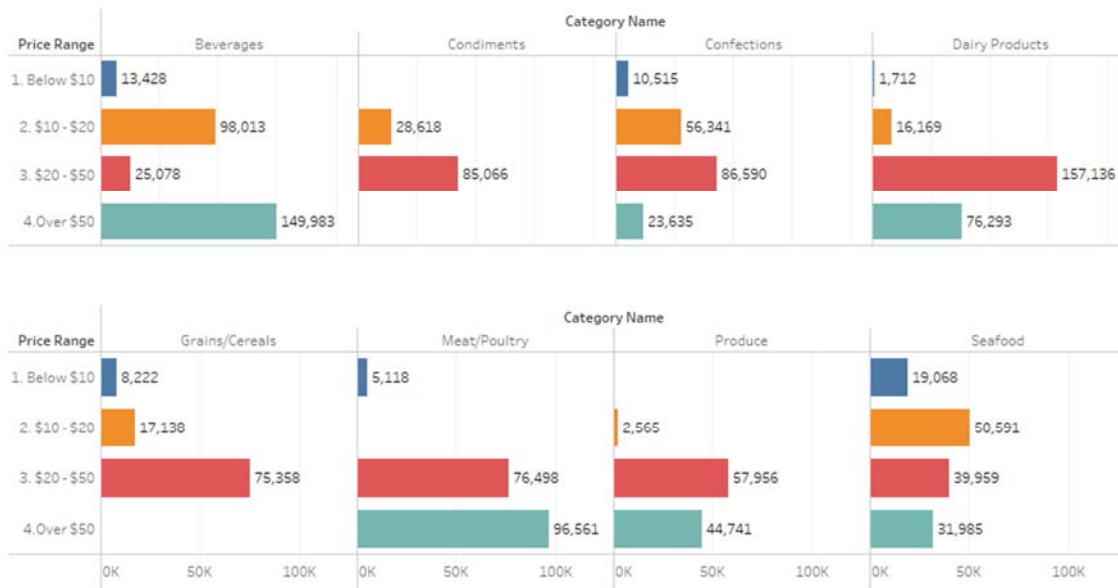 Category Name
Price Range Beverages Condiments Confections Dairy Products
1. Below $10 13,428 10,515 1,712
2. $10 - $20 98,013 28,618 56,341 16,169
3. $20 - $50 25,078 85,066 86,590 157,136
4.Over $50 149,983 23,635 76,293
Category Name
Price Range Grains/Cereals Meat/Poultry Produce Seafood
1. Below $10 8,222 5,118 19,068
2. $10 - $20 17,138 2,565 50,591
3. $20 - $50 75,358 76,498 57,956 39,959
4.Over $50 96,561 44,741 31,985
0K 50K 100K 0K 50K 100K 0K 50K 100K 0K 50K 100K